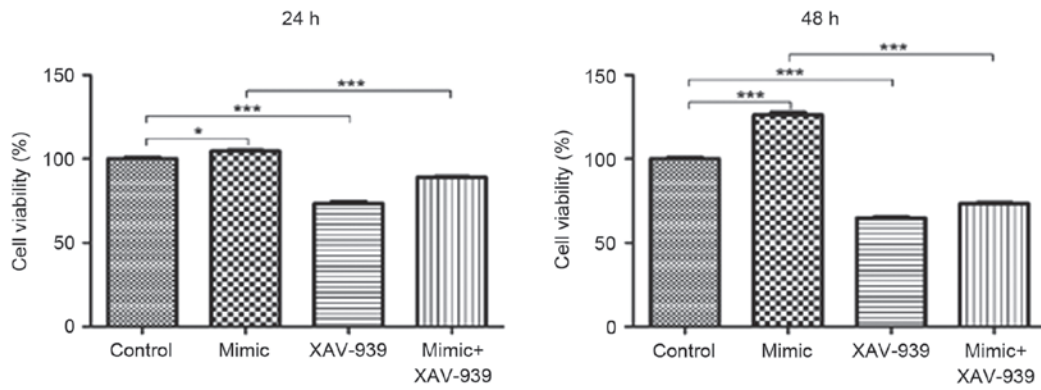 24 h
Cell viability (%)
150
100
50
0
***
***
*
Control
Mimic
XAV-939
Mimic+
XAV-939
48 h
Cell viability (%)
150
100
50
0
***
***
***
Control
Mimic
XAV-939
Mimic+
XAV-939